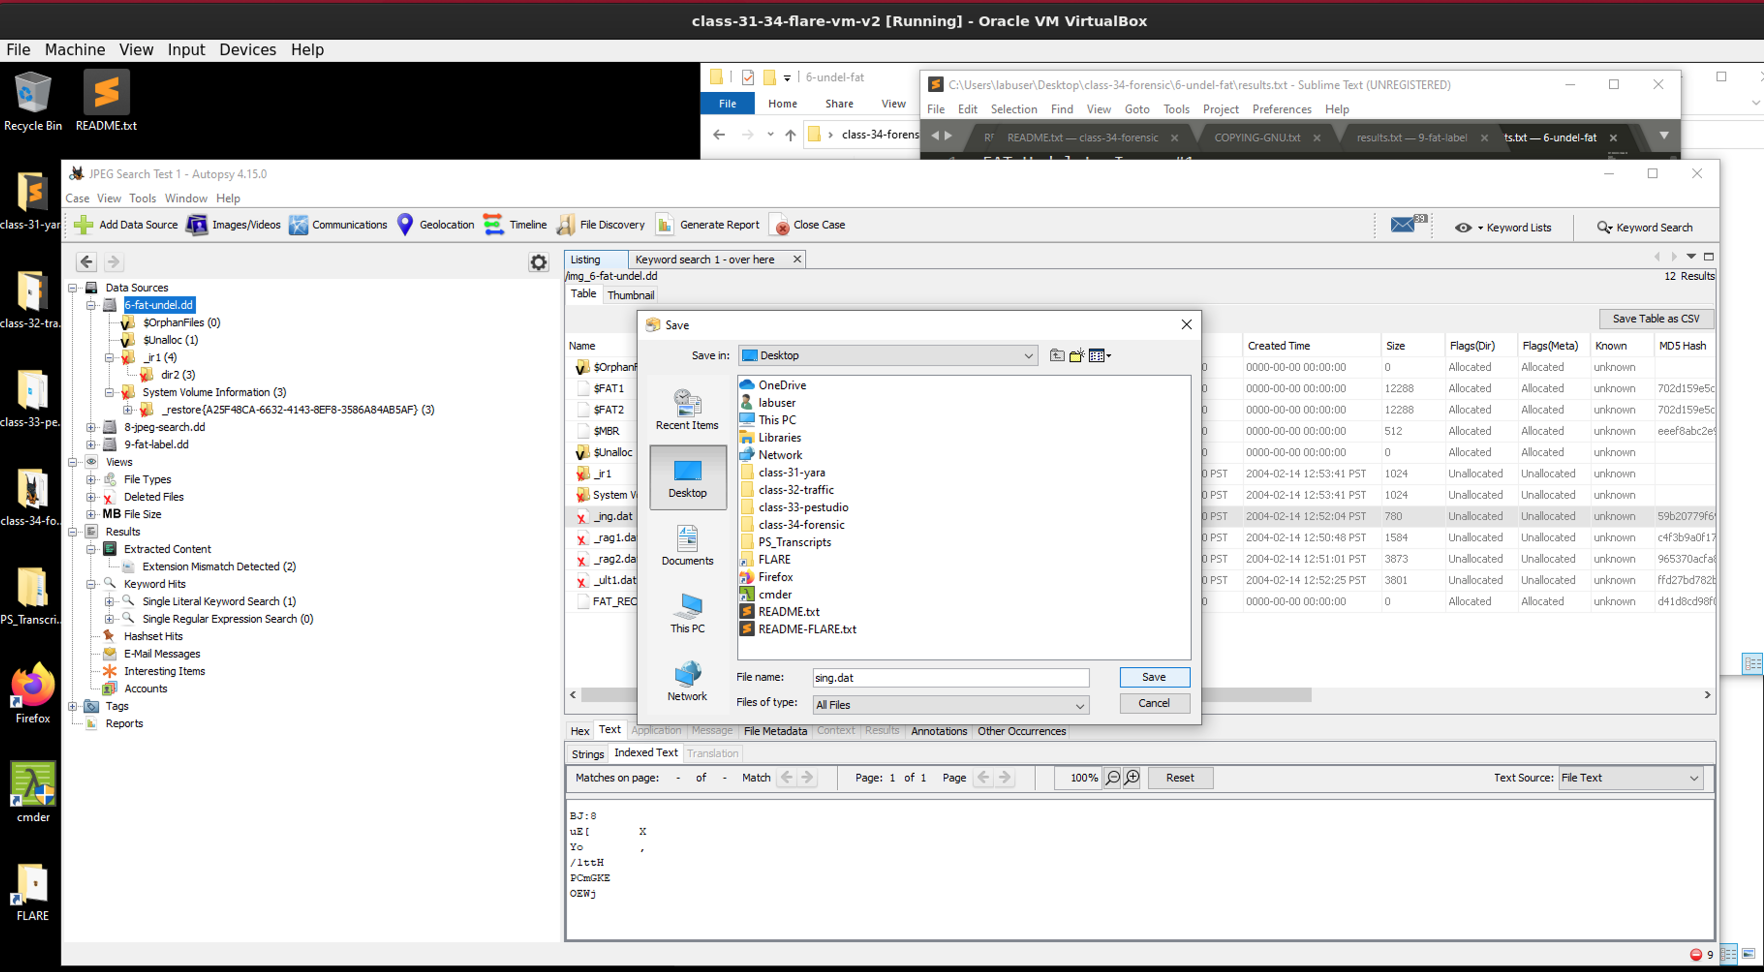 class-31-34-flare-vm-v2 [Running] - Oracle VM VirtualBox
File Machine View Input Devices Help
Recycle Bin
README.txt
class-31-yar
class-32-tra...
class-33-pe...
class-34-fo...
PS_Transcri...
Firefox
cmder
FLARE
6-undel-fat
File Home Share View
class-34-forens
C:\Users\labuser\Desktop\class-34-forensic\6-undel-fat\results.txt - Sublime Text (UNREGISTERED)
File Edit Selection Find View Goto Tools Project Preferences Help
README.txt — class-34-forensic COPYING-GNU.txt results.txt — 9-fat-label ts.txt — 6-undel-fat
JPEG Search Test 1 - Autopsy 4.15.0
Case View Tools Window Help
Add Data Source Images/Videos Communications Geolocation Timeline File Discovery Generate Report Close Case 39 Keyword Lists Keyword Search
Data Sources
6-fat-undel.dd
$OrphanFiles (0)
$Unalloc (1)
_ir1 (4)
dir2 (3)
System Volume Information (3)
_restore{A25F48CA-6632-4143-8EF8-3586A84AB5AF} (3)
8-jpeg-search.dd
9-fat-label.dd
Views
File Types
Deleted Files
MB File Size
Results
Extracted Content
Extension Mismatch Detected (2)
Keyword Hits
Single Literal Keyword Search (1)
Single Regular Expression Search (0)
Hashset Hits
E-Mail Messages
Interesting Items
Accounts
Tags
Reports
Listing Keyword search 1 - over here
/img_6-fat-undel.dd 12 Results
Table Thumbnail
Save Table as CSV
Name Created Time Size Flags(Dir) Flags(Meta) Known MD5 Hash
$OrphanF 0000-00-00 00:00:00 0 Allocated Allocated unknown
$FAT1 0000-00-00 00:00:00 12288 Allocated Allocated unknown 702d159e5c
$FAT2 0000-00-00 00:00:00 12288 Allocated Allocated unknown 702d159e5c
$MBR 0000-00-00 00:00:00 512 Allocated Allocated unknown eeef8abc2e9
$Unalloc 0000-00-00 00:00:00 0 Allocated Allocated unknown
_ir1 0 PST 2004-02-14 12:53:41 PST 1024 Unallocated Unallocated unknown
System V 0 PST 2004-02-14 12:53:41 PST 1024 Unallocated Unallocated unknown
_ing.dat 0 PST 2004-02-14 12:52:04 PST 780 Unallocated Unallocated unknown 59b20779f69
_rag1.da 0 PST 2004-02-14 12:50:48 PST 1584 Unallocated Unallocated unknown c4f3b9a0f17
_rag2.da 0 PST 2004-02-14 12:51:01 PST 3873 Unallocated Unallocated unknown 965370acfa8
_ult1.dat 0 PST 2004-02-14 12:52:25 PST 3801 Unallocated Unallocated unknown ffd27bd782b
FAT_REC 0000-00-00 00:00:00 0 Allocated Allocated unknown d41d8cd98f0
Save
Save in: Desktop
Recent Items
Desktop
Documents
This PC
Network
OneDrive
labuser
This PC
Libraries
Network
class-31-yara
class-32-traffic
class-33-pestudio
class-34-forensic
PS_Transcripts
FLARE
Firefox
cmder
README.txt
README-FLARE.txt
File name: sing.dat Save
Files of type: All Files Cancel
Hex Text Application Message File Metadata Context Results Annotations Other Occurrences
Strings Indexed Text Translation
Matches on page: - of - Match Page: 1 of 1 Page 100% Reset Text Source: File Text
BJ:8
uE[ X
Yo ,
/lttH
PCmGKE
OEWj
9